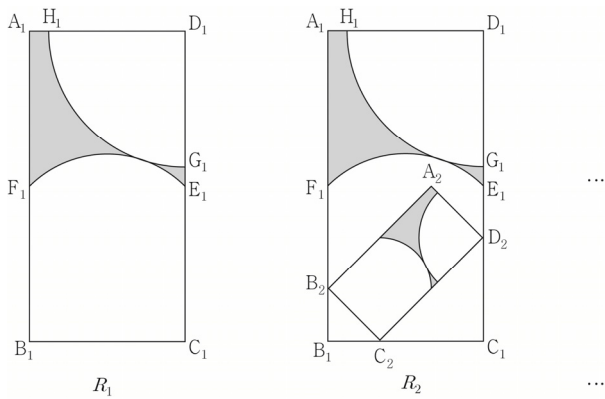 A₁ H₁ D₁
G₁
F₁ E₁
B₁ C₁
R₁
A₁ H₁ D₁
G₁
F₁ A₂ E₁
D₂
B₂
B₁ C₂ C₁
R₂
...
...